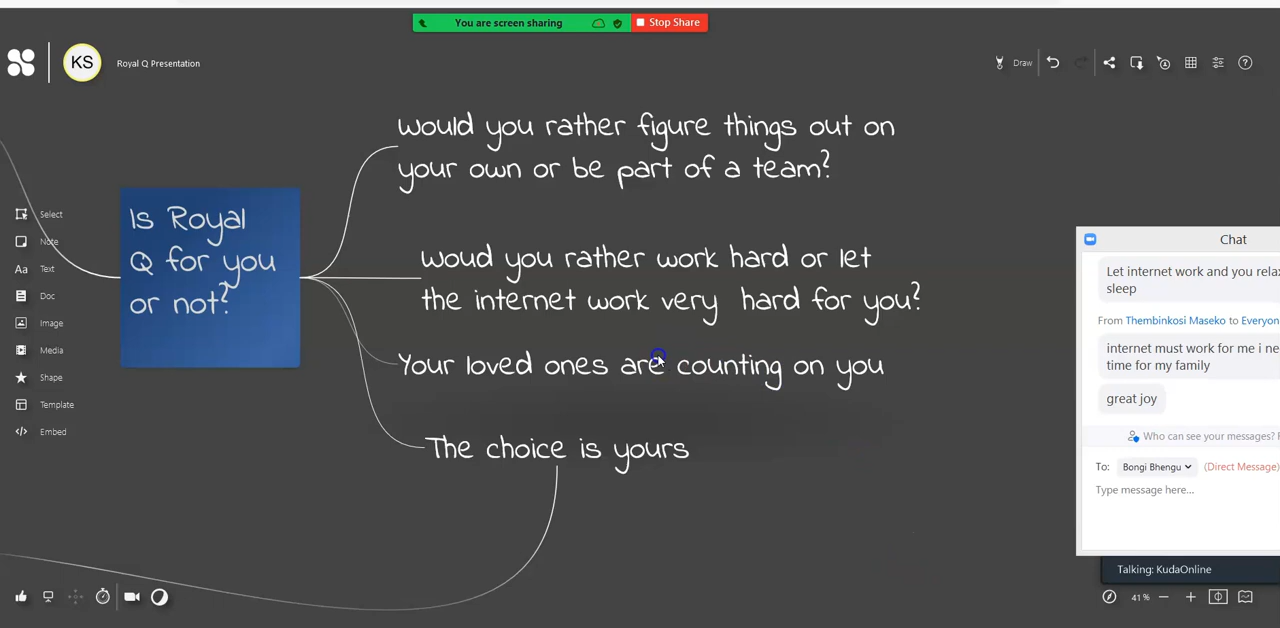 You are screen sharing
Stop Share
KS
Royal Q Presentation
Draw
would you rather figure things out on
your own or be part of a team?
Is Royal
Q for you
or not?
Select
Note
Text
Doc
Image
Media
Shape
Template
Embed
woud you rather work hard or let
the internet work very hard for you?
Your loved ones are counting on you
The choice is yours
Chat
Let internet work and you
sleep
From Thembinkosi Maseko to
internet must work for me i
time for my family
great joy
Who can see your messages?
To: Bongi Bhengu (Direct Message)
Type message here...
Talking: KudaOnline
41%